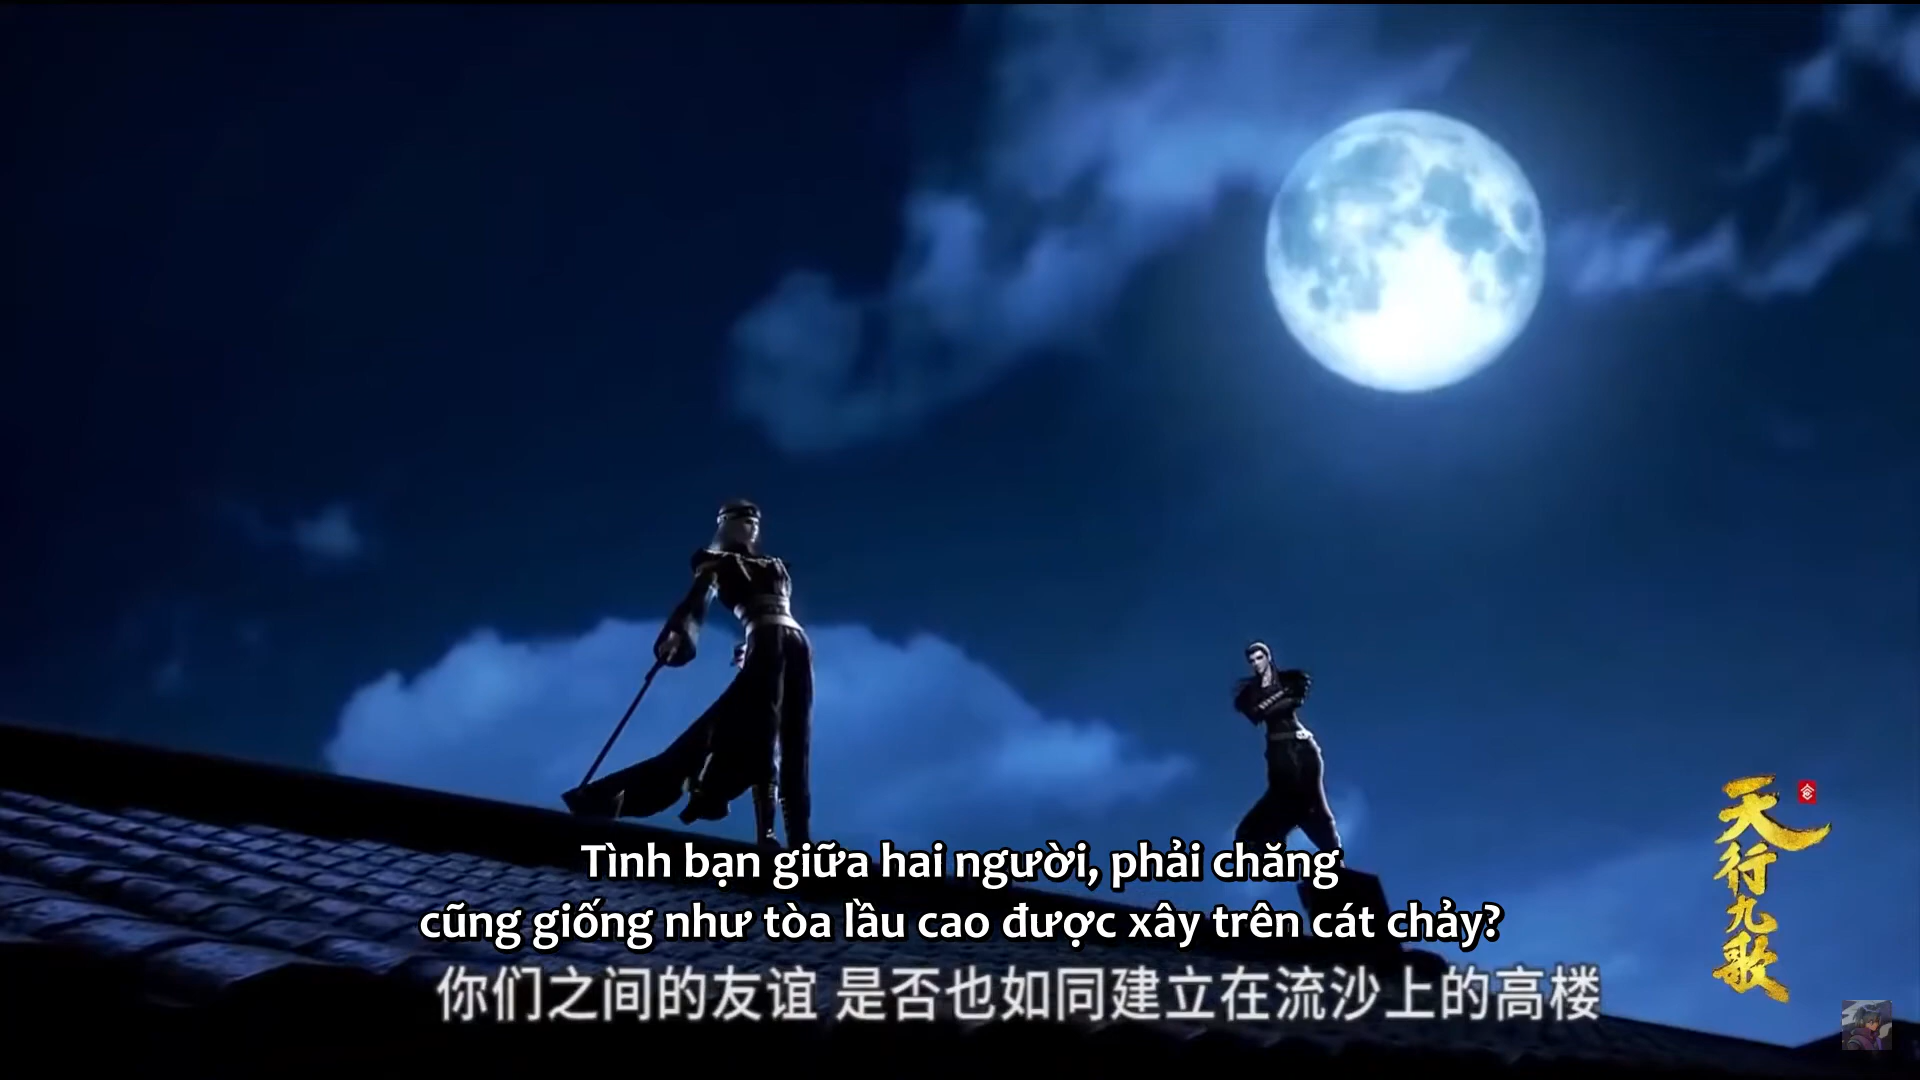 Tình bạn giữa hai người, phải chăng
cũng giống như tòa lầu cao được xây trên cát chảy?
你们之间的友谊 是否也如同建立在流沙上的高楼
天行九歌